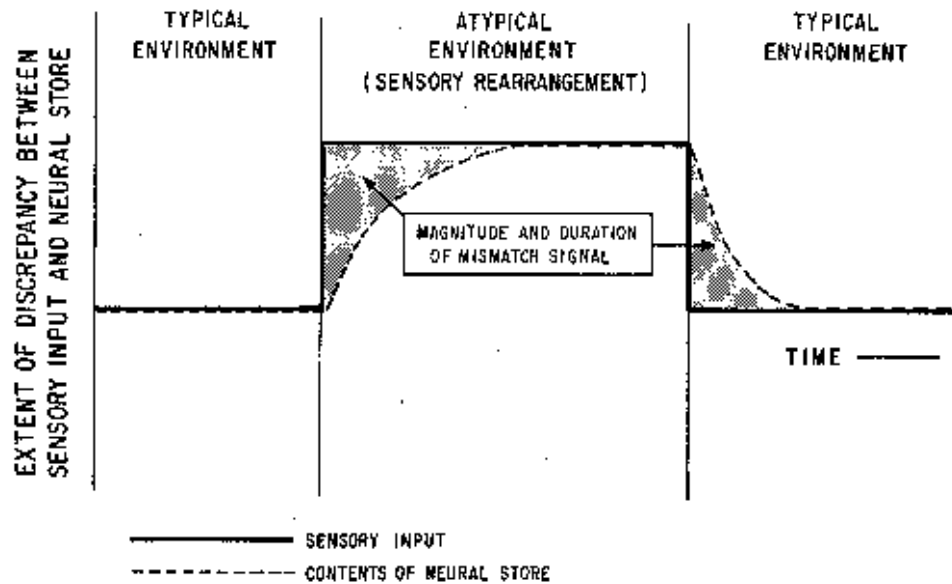 TYPICAL
ENVIRONMENT
ATYPICAL
ENVIRONMENT
(SENSORY REARRANGEMENT)
TYPICAL
ENVIRONMENT
EXTENT OF DISCREPANCY BETWEEN
SENSORY INPUT AND NEURAL STORE
MAGNITUDE AND DURATION
OF MISMATCH SIGNAL
TIME
SENSORY INPUT
CONTENTS OF NEURAL STORE